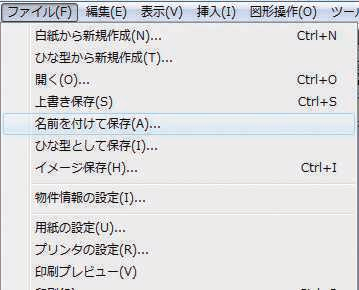 ファイル(F) 編集(E) 表示(V) 挿入(I) 図形操作(O) ツー
白紙から新規作成(N)... Ctrl+N
ひな型から新規作成(T)...
開く(O)... Ctrl+O
上書き保存(S) Ctrl+S
名前を付けて保存(A)...
ひな型として保存(I)...
イメージ保存(H)... Ctrl+I
物件情報の設定(I)...
用紙の設定(U)...
プリンタの設定(R)...
印刷プレビュー(V)